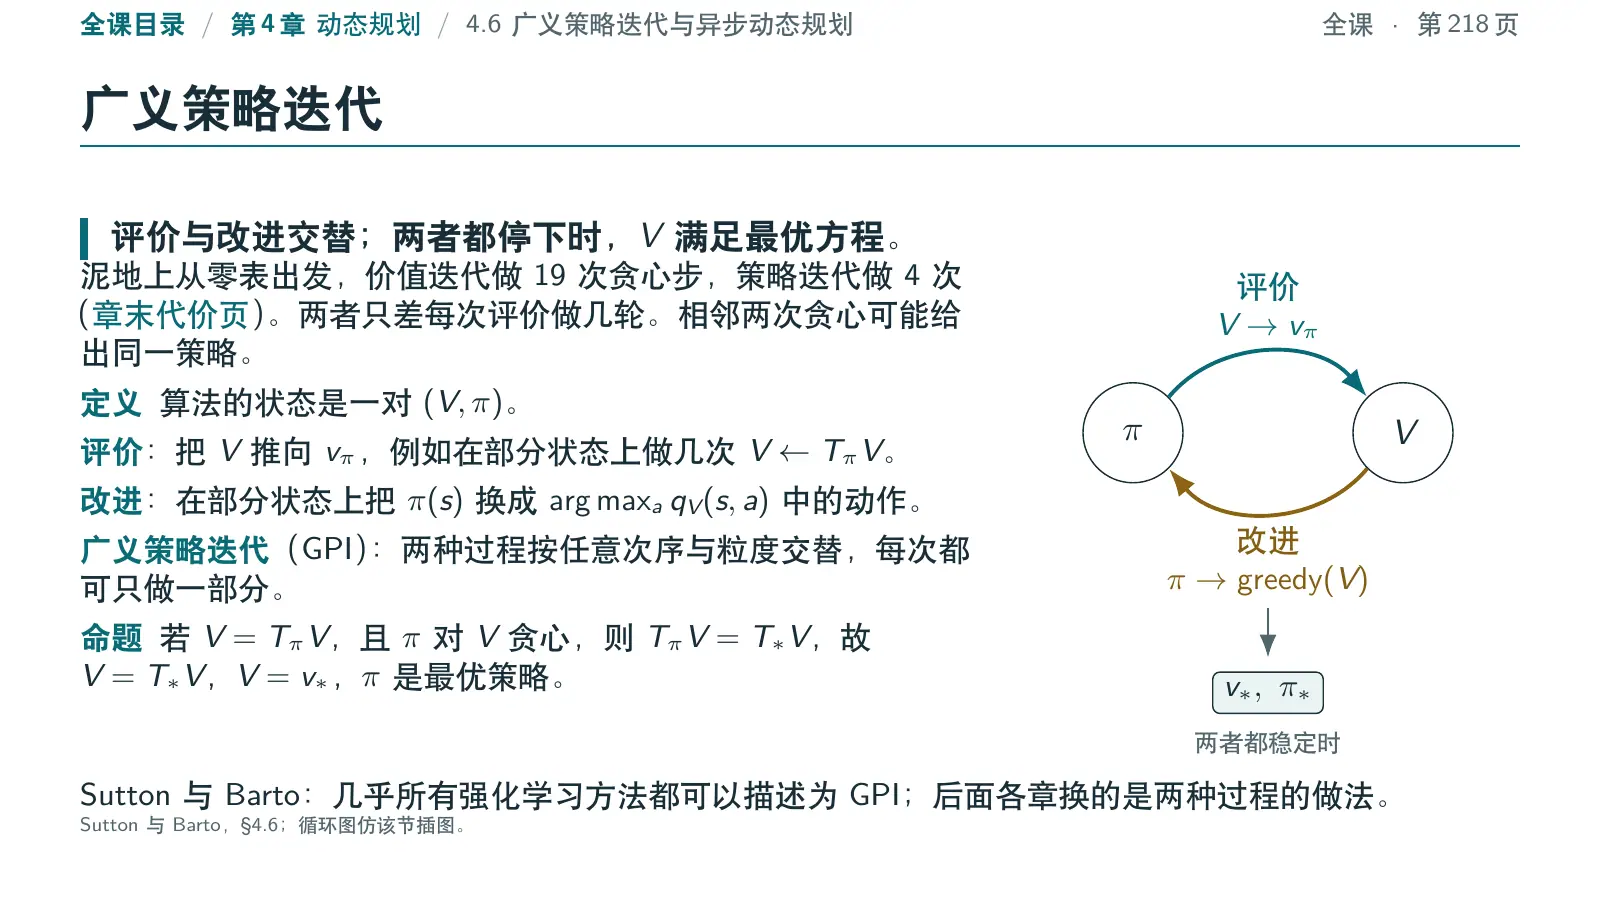 全课目录 / 第 4 章 动态规划 / 4.6 广义策略迭代与异步动态规划
全课 · 第 218 页
广义策略迭代
评价与改进交替；两者都停下时，V 满足最优方程。
泥地上从零表出发，价值迭代做 19 次贪心步，策略迭代做 4 次
（章末代价页）。两者只差每次评价做几轮。相邻两次贪心可能给
出同一策略。
定义 算法的状态是一对 (V, π)。
评价：把 V 推向 vπ，例如在部分状态上做几次 V ← TπV。
改进：在部分状态上把 π(s) 换成 arg maxₐ qV(s, a) 中的动作。
广义策略迭代（GPI）：两种过程按任意次序与粒度交替，每次都
可只做一部分。
命题 若 V = TπV，且 π 对 V 贪心，则 TπV = T∗V，故
V = T∗V，V = v∗，π 是最优策略。
评价
V → vπ
π
V
改进
π → greedy(V)
v∗, π∗
两者都稳定时
Sutton 与 Barto：几乎所有强化学习方法都可以描述为 GPI；后面各章换的是两种过程的做法。
Sutton 与 Barto，§4.6；循环图仿该节插图。